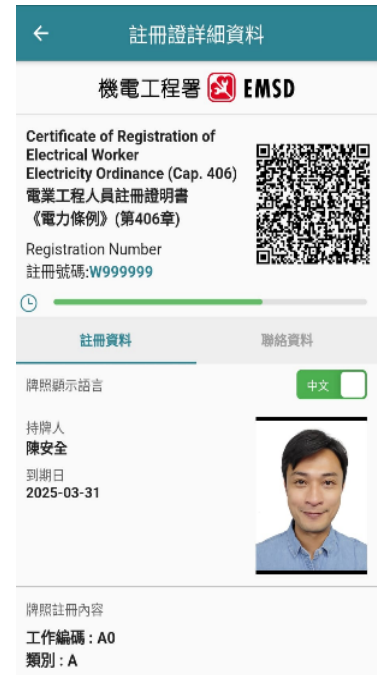 註冊證詳細資料
機電工程署 EMSD
Certificate of Registration of
Electrical Worker
Electricity Ordinance (Cap. 406)
電業工程人員註冊證明書
《電力條例》(第406章)
Registration Number
註冊號碼:W999999
註冊資料
聯絡資料
牌照顯示語言
中文
持牌人
陳安全
到期日
2025-03-31
牌照註冊內容
工作編碼 : A0
類別 : A